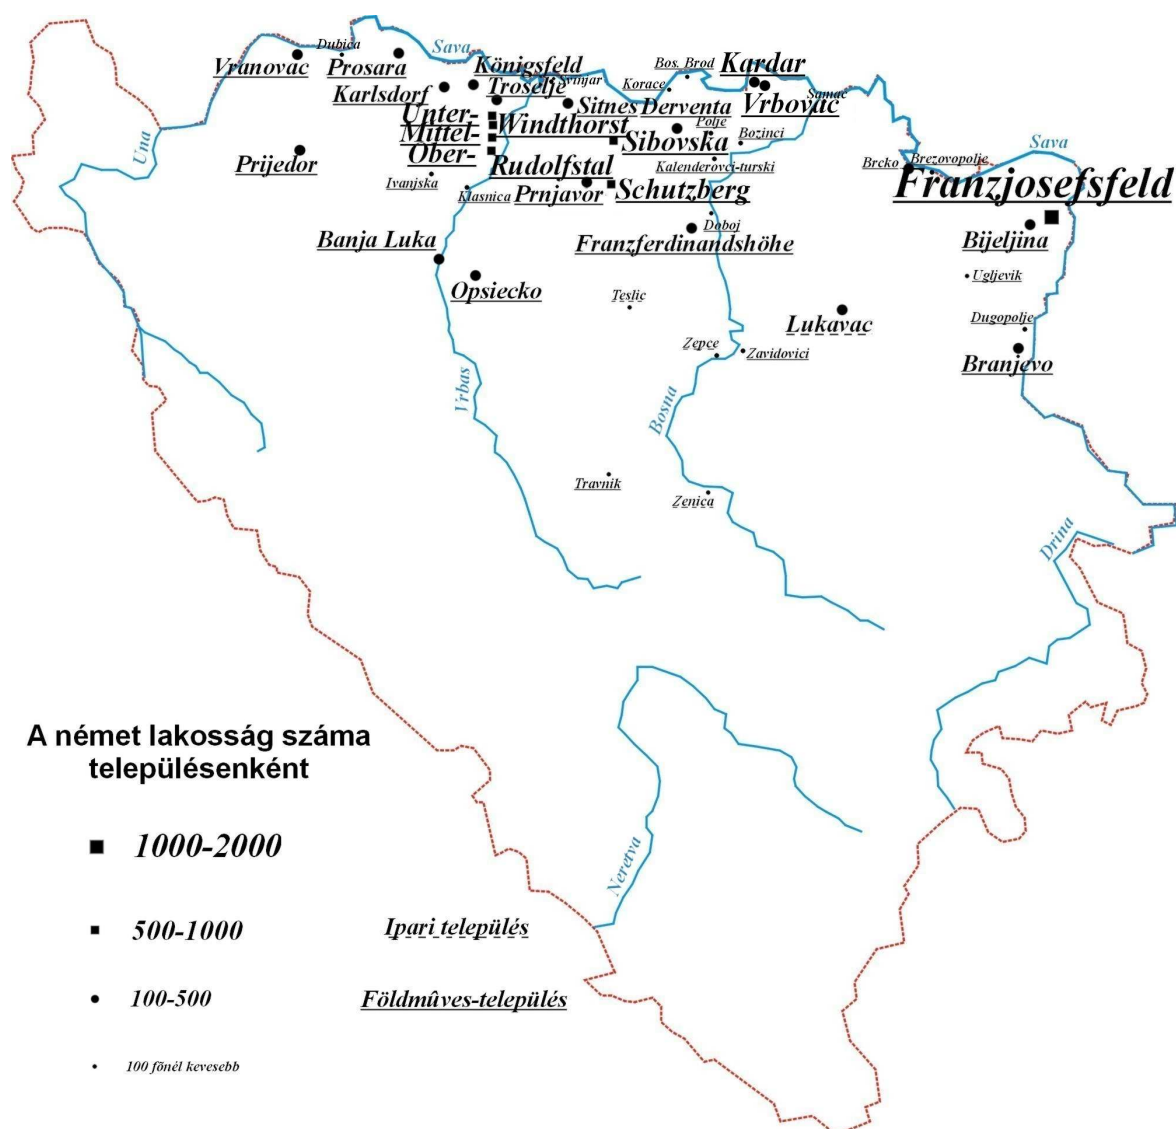 Dubica
Sava
Vranovac
Prosara
Königsfeld
Svinjar
Bos. Brod
Kardar
Karlsdorf
Troselje
Korace
Vrbovac
Samac
Unter-
Sitnes
Derventa
Mittel-
Windthorst
Polje
Ober-
Sibovska
Bozinci
Una
Prijedor
Rudolfstal
Kalenderovci-turski
Brcko
Brezovopolje
Sava
Ivanjska
Klasnica
Prnjavor
Schutzberg
Franzjosefsfeld
Doboj
Banja Luka
Franzferdinandshöhe
Bijeljina
Opsiecko
Ugljevik
Teslic
Lukavac
Dugopolje
Zepce
Zavidovici
Branjevo
Vrbas
Bosna
Travnik
Zenica
Drina
Neretva
A német lakosság száma
településenként
1000-2000
500-1000
Ipari település
100-500
Földmûves-település
100 fõnél kevesebb